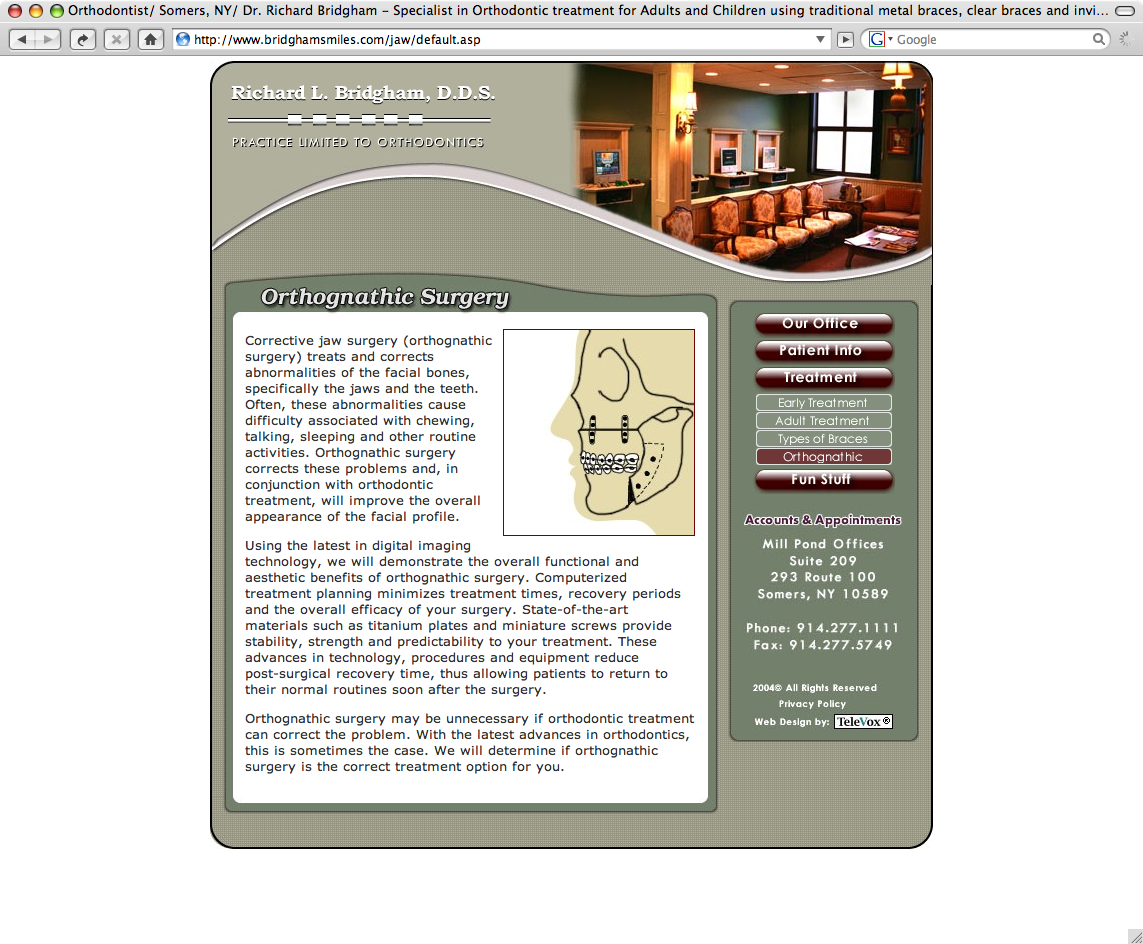 Orthodontist/ Somers, NY/ Dr. Richard Bridgham – Specialist in Orthodontic treatment for Adults and Children using traditional metal braces, clear braces and invi...
http://www.bridghamsmiles.com/jaw/default.asp
G
Google
Richard L. Bridgham, D.D.S.
PRACTICE LIMITED TO ORTHODONTICS
Orthognathic Surgery
Corrective jaw surgery (orthognathic
surgery) treats and corrects
abnormalities of the facial bones,
specifically the jaws and the teeth.
Often, these abnormalities cause
difficulty associated with chewing,
talking, sleeping and other routine
activities. Orthognathic surgery
corrects these problems and, in
conjunction with orthodontic
treatment, will improve the overall
appearance of the facial profile.
Using the latest in digital imaging
technology, we will demonstrate the overall functional and
aesthetic benefits of orthognathic surgery. Computerized
treatment planning minimizes treatment times, recovery periods
and the overall efficacy of your surgery. State-of-the-art
materials such as titanium plates and miniature screws provide
stability, strength and predictability to your treatment. These
advances in technology, procedures and equipment reduce
post-surgical recovery time, thus allowing patients to return to
their normal routines soon after the surgery.
Orthognathic surgery may be unnecessary if orthodontic treatment
can correct the problem. With the latest advances in orthodontics,
this is sometimes the case. We will determine if orthognathic
surgery is the correct treatment option for you.
Our Office
Patient Info
Treatment
Early Treatment
Adult Treatment
Types of Braces
Orthognathic
Fun Stuff
Accounts & Appointments
Mill Pond Offices
Suite 209
293 Route 100
Somers, NY 10589
Phone: 914.277.1111
Fax: 914.277.5749
2004© All Rights Reserved
Privacy Policy
Web Design by: TeleVox®